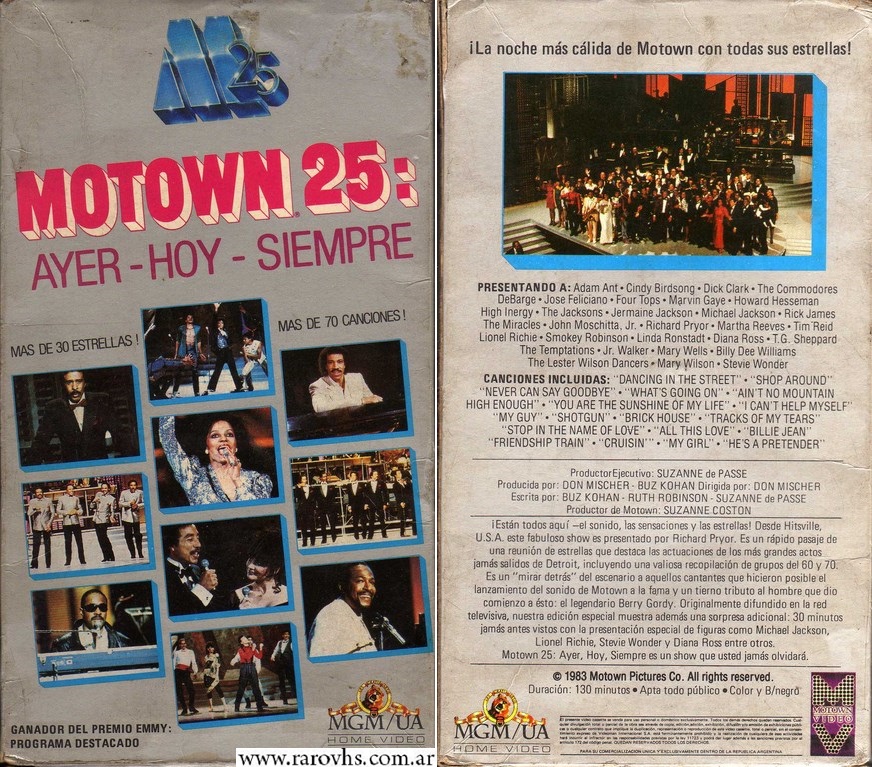 M25
MOTOWN 25:
AYER - HOY - SIEMPRE
MAS DE 30 ESTRELLAS!
MAS DE 70 CANCIONES!
GANADOR DEL PREMIO EMMY:
PROGRAMA DESTACADO
MGM/UA
HOME VIDEO
www.rarovhs.com.ar
¡La noche más cálida de Motown con todas sus estrellas!
PRESENTANDO A: Adam Ant • Cindy Birdsong • Dick Clark • The Commodores
DeBarge • Jose Feliciano • Four Tops • Marvin Gaye • Howard Hesseman
High Inergy • The Jacksons • Jermaine Jackson • Michael Jackson • Rick James
The Miracles • John Moschitta, Jr. • Richard Pryor • Martha Reeves • Tim Reid
Lionel Richie • Smokey Robinson • Linda Ronstadt • Diana Ross • T.G. Sheppard
The Temptations • Jr. Walker • Mary Wells • Billy Dee Williams
The Lester Wilson Dancers • Mary Wilson • Stevie Wonder
CANCIONES INCLUIDAS: "DANCING IN THE STREET" • "SHOP AROUND"
"NEVER CAN SAY GOODBYE" • "WHAT'S GOING ON" • "AIN'T NO MOUNTAIN
HIGH ENOUGH" • "YOU ARE THE SUNSHINE OF MY LIFE" • "I CAN'T HELP MYSELF"
"MY GUY" • "SHOTGUN" • "BRICK HOUSE" • "TRACKS OF MY TEARS"
"STOP IN THE NAME OF LOVE" • "ALL THIS LOVE" • "BILLIE JEAN"
"FRIENDSHIP TRAIN" • "CRUISIN'" • "MY GIRL" • "HE'S A PRETENDER"
Productor Ejecutivo: SUZANNE de PASSE
Producida por: DON MISCHER - BUZ KOHAN Dirigida por: DON MISCHER
Escrita por: BUZ KOHAN - RUTH ROBINSON - SUZANNE de PASSE
Productor de Motown: SUZANNE COSTON
¡Están todos aquí —el sonido, las sensaciones y las estrellas! Desde Hitsville,
U.S.A. este fabuloso show es presentado por Richard Pryor. Es un rápido pasaje de
una reunión de estrellas que destaca las actuaciones de los más grandes actos
jamás salidos de Detroit, incluyendo una valiosa recopilación de grupos del 60 y 70.
Es un "mirar detrás" del escenario a aquellos cantantes que hicieron posible el
lanzamiento del sonido de Motown a la fama y un tierno tributo al hombre que dio
comienzo a ésto: el legendario Berry Gordy. Originalmente difundido en la red
televisiva, nuestra edición especial muestra además una sorpresa adicional: 30 minutos
jamás antes vistos con la presentación especial de figuras como Michael Jackson,
Lionel Richie, Stevie Wonder y Diana Ross entre otros.
Motown 25: Ayer, Hoy, Siempre es un show que usted jamás olvidará.
© 1983 Motown Pictures Co. All rights reserved.
Duración: 130 minutos • Apta todo público • Color y B/negro
MGM/UA
HOME VIDEO
PARA SU COMERCIALIZACION UNICA Y EXCLUSIVAMENTE DENTRO DE LA REPUBLICA ARGENTINA
MOTOWN
VIDEO